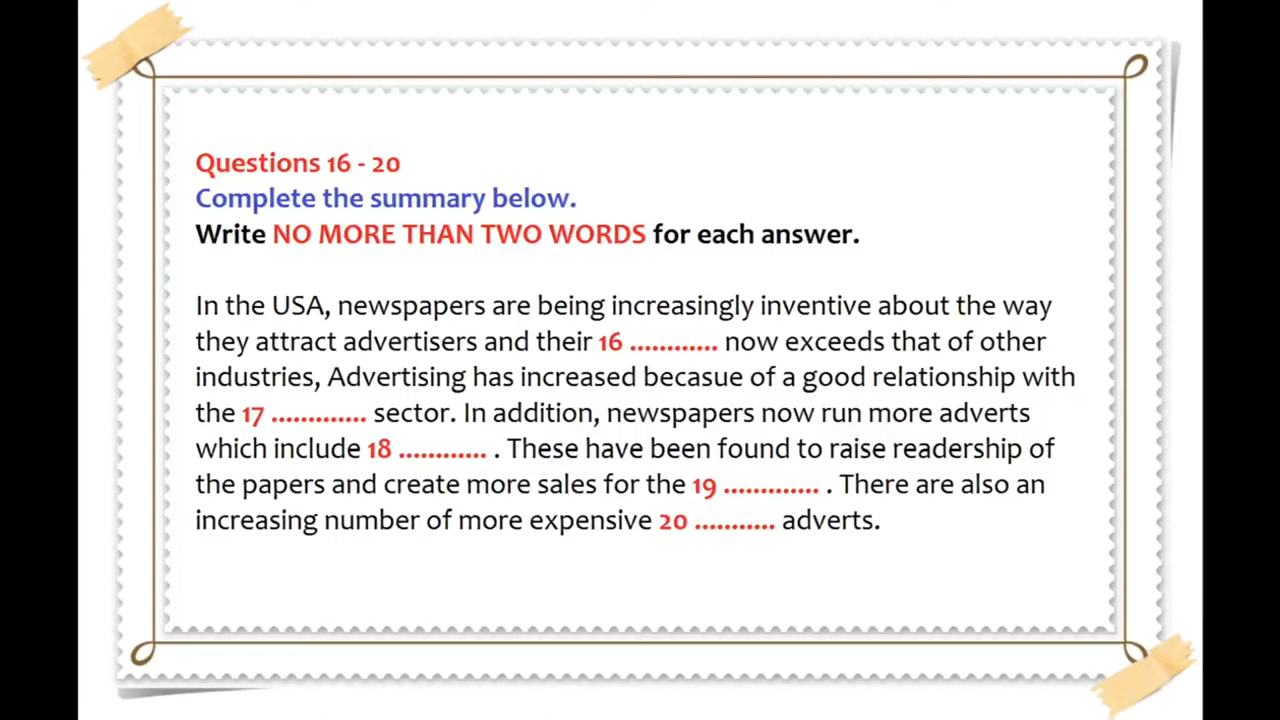 Questions 16 - 20
Complete the summary below.
Write NO MORE THAN TWO WORDS for each answer.
In the USA, newspapers are being increasingly inventive about the way
they attract advertisers and their 16 ............ now exceeds that of other
industries, Advertising has increased becasue of a good relationship with
the 17 ............. sector. In addition, newspapers now run more adverts
which include 18 ............ . These have been found to raise readership of
the papers and create more sales for the 19 ............. . There are also an
increasing number of more expensive 20 ........... adverts.